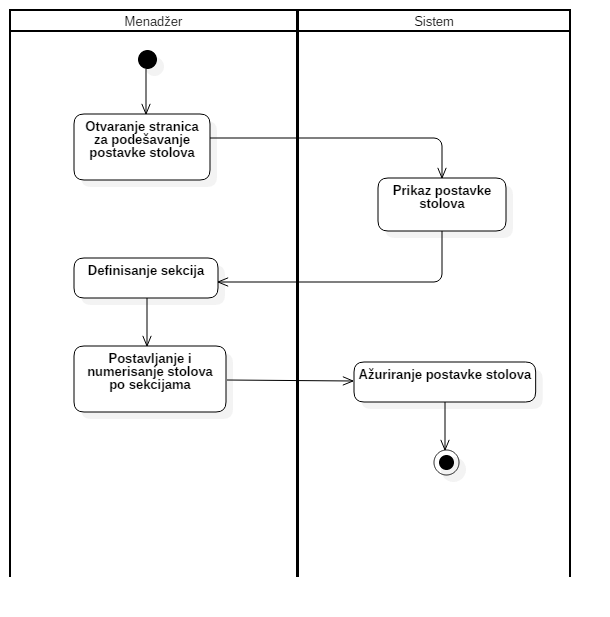 Menadžer
Sistem
Otvaranje stranica
za podešavanje
postavke stolova
Prikaz postavke
stolova
Definisanje sekcija
Postavljanje i
numerisanje stolova
po sekcijama
Ažuriranje postavke stolova